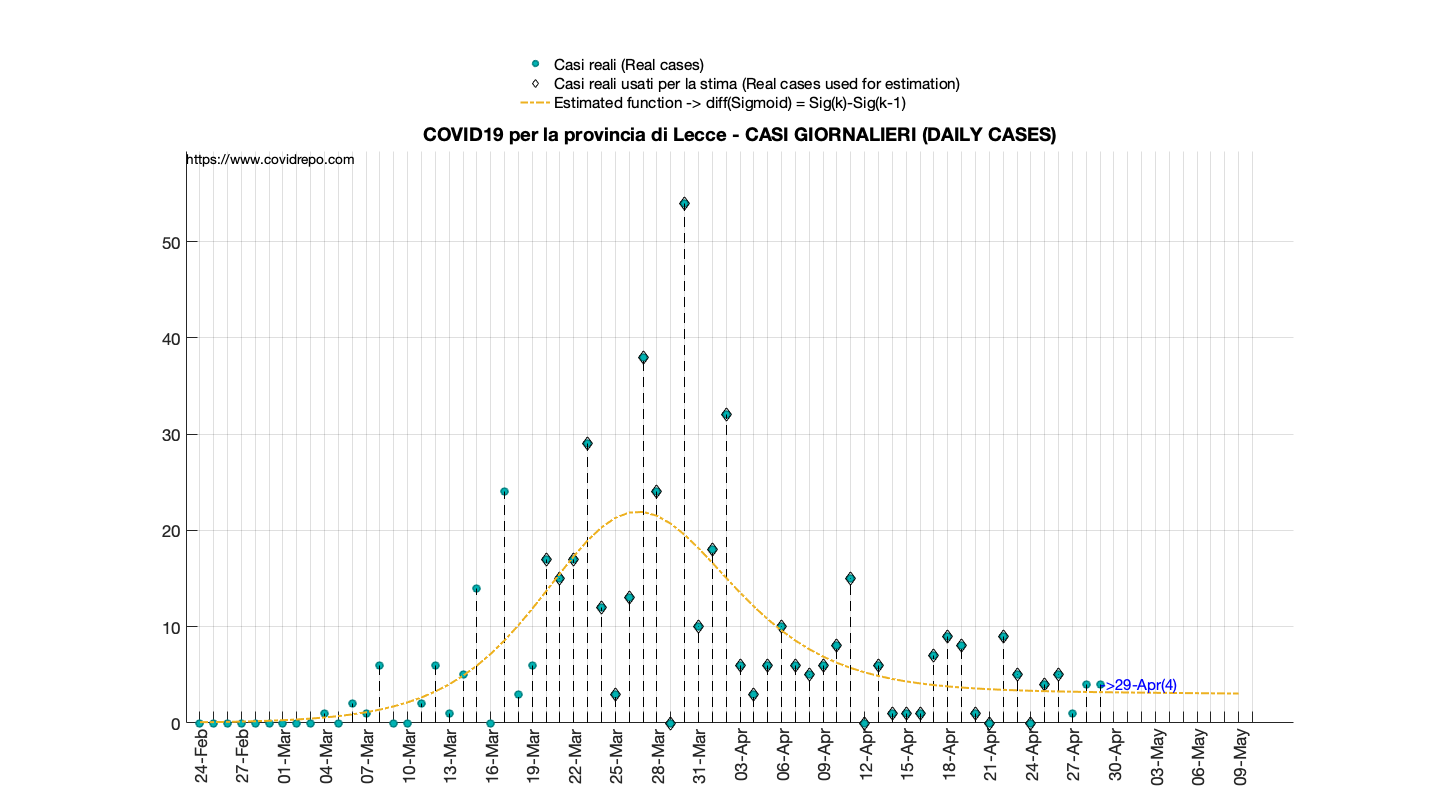 Casi reali (Real cases)
Casi reali usati per la stima (Real cases used for estimation)
Estimated function -> diff(Sigmoid) = Sig(k)-Sig(k-1)
COVID19 per la provincia di Lecce - CASI GIORNALIERI (DAILY CASES)
https://www.covidrepo.com
50
40
30
20
10
0
>29-Apr(4)
24-Feb
27-Feb
01-Mar
04-Mar
07-Mar
10-Mar
13-Mar
16-Mar
19-Mar
22-Mar
25-Mar
28-Mar
31-Mar
03-Apr
06-Apr
09-Apr
12-Apr
15-Apr
18-Apr
21-Apr
24-Apr
27-Apr
30-Apr
03-May
06-May
09-May